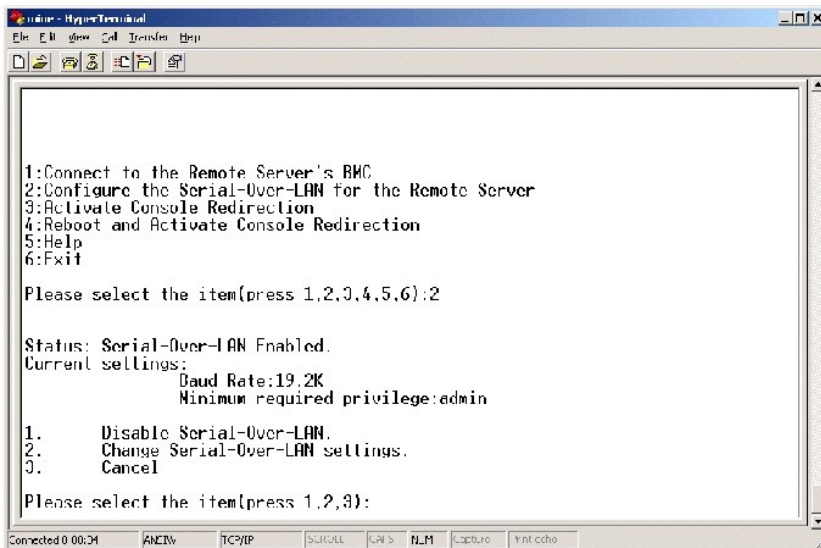 mine - HyperTerminal
File Edit View Call Transfer Help
1:Connect to the Remote Server's BMC
2:Configure the Serial-Over-LAN for the Remote Server
3:Activate Console Redirection
4:Reboot and Activate Console Redirection
5:Help
6:Exit
Please select the item(press 1,2,3,4,5,6):2
Status: Serial-Over-LAN Enabled.
Current settings:
Baud Rate:19.2K
Minimum required privilege:admin
1. Disable Serial-Over-LAN.
2. Change Serial-Over-LAN settings.
3. Cancel
Please select the item(press 1,2,3):
Connected 0:00:34 ANSIW TCP/IP SCROLL CAPS NUM Capture Print echo